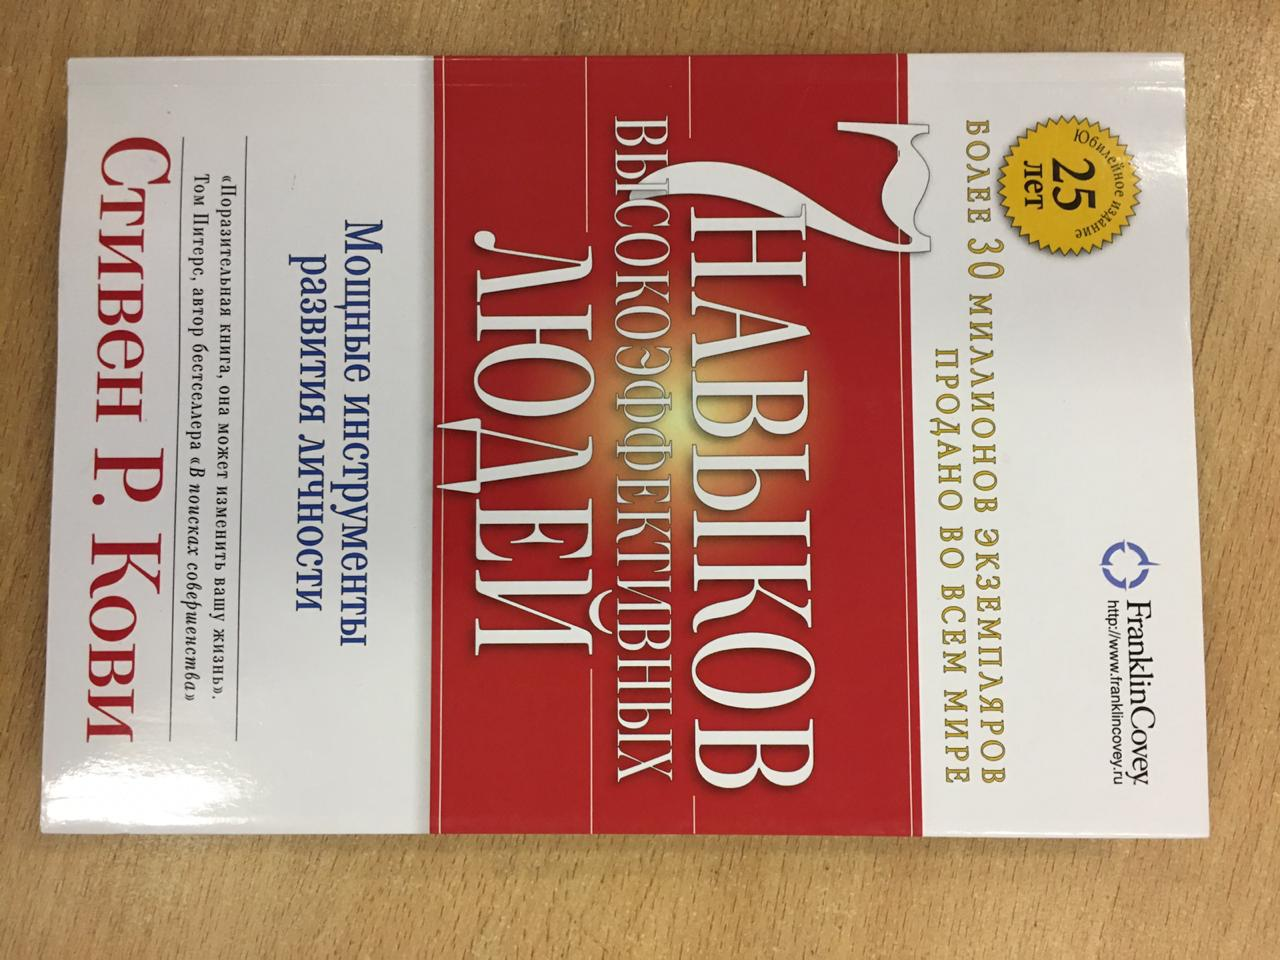 Юбилейное издание
25
лет
FranklinCovey
http://www.franklincovey.ru
БОЛЕЕ 30 МИЛЛИОНОВ ЭКЗЕМПЛЯРОВ
ПРОДАНО ВО ВСЕМ МИРЕ
7 НАВЫКОВ
ВЫСОКОЭФФЕКТИВНЫХ
ЛЮДЕЙ
Мощные инструменты
развития личности
«Поразительная книга, она может изменить вашу жизнь».
Том Питерс, автор бестселлера «В поисках совершенства»
Стивен Р. Кови